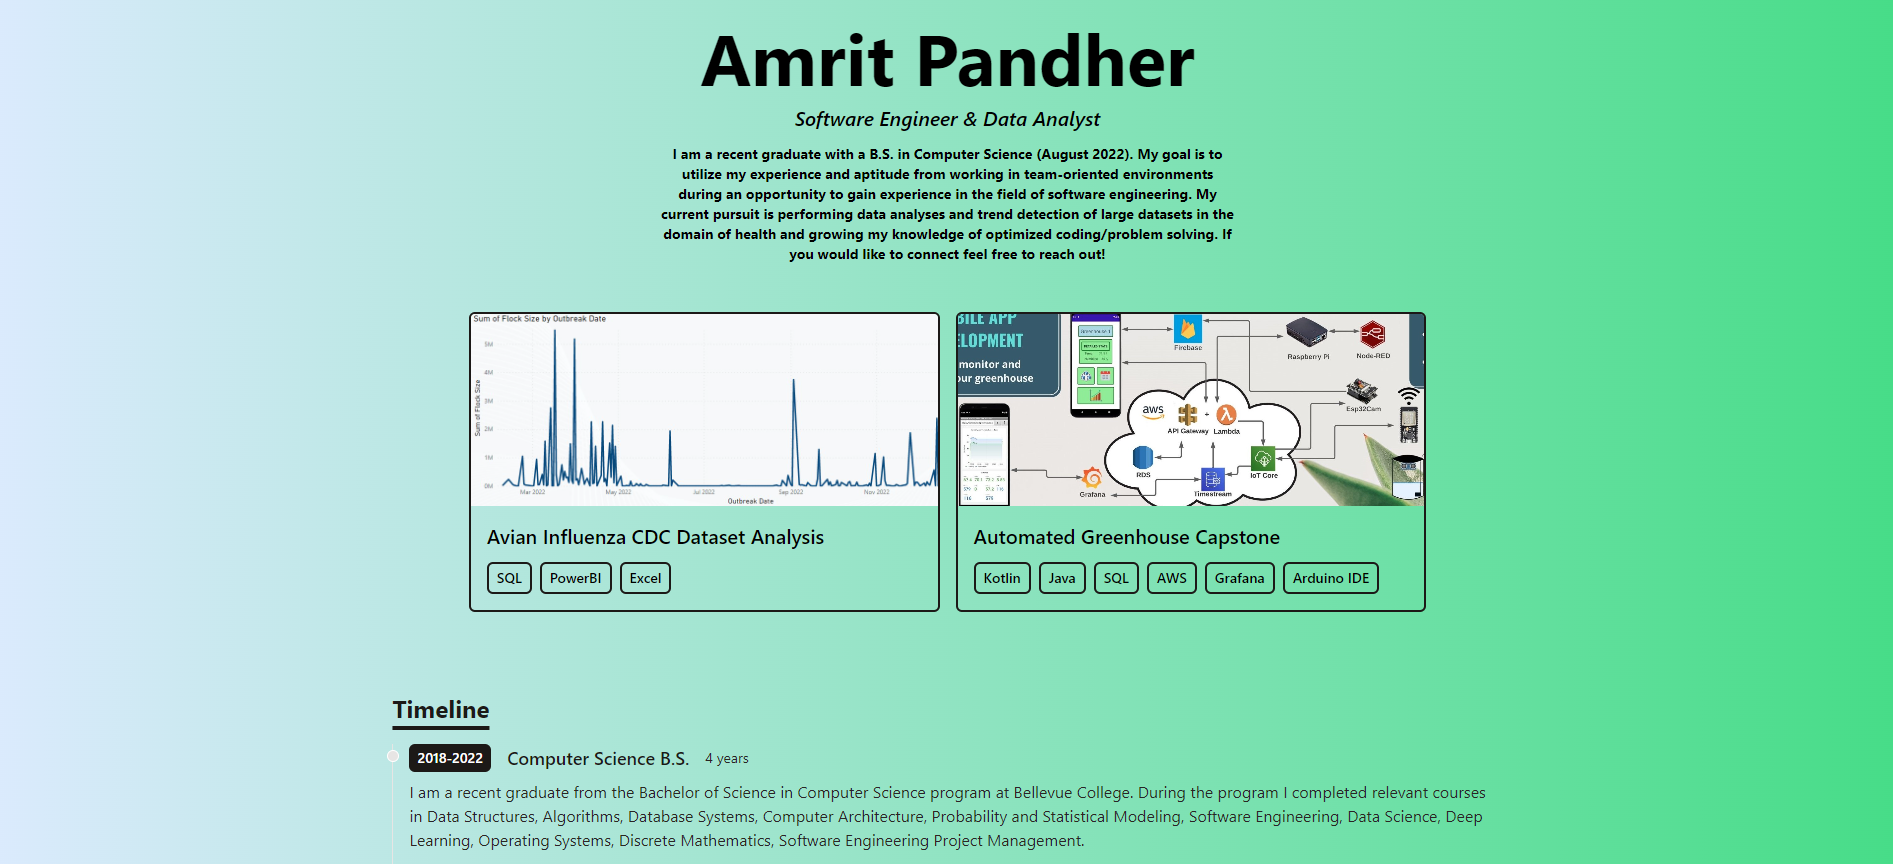 Amrit Pandher
Software Engineer & Data Analyst
I am a recent graduate with a B.S. in Computer Science (August 2022). My goal is to
utilize my experience and aptitude from working in team-oriented environments
during an opportunity to gain experience in the field of software engineering. My
current pursuit is performing data analyses and trend detection of large datasets in the
domain of health and growing my knowledge of optimized coding/problem solving. If
you would like to connect feel free to reach out!
Sum of Flock Size by Outbreak Date
Sum of Flock Size
5M
4M
3M
2M
1M
0M
Mar 2022 May 2022 Jul 2022 Sep 2022 Nov 2022
Outbreak Date
BILE APP
LOPMENT
monitor and
our greenhouse
Greenhouse 1
Firebase
Raspberry Pi
Node-RED
Esp32Cam
aws
API Gateway + Lambda
RDS
IoT Core
Timestream
Grafana
Avian Influenza CDC Dataset Analysis
SQL PowerBI Excel
Automated Greenhouse Capstone
Kotlin Java SQL AWS Grafana Arduino IDE
Timeline
2018-2022 Computer Science B.S. 4 years
I am a recent graduate from the Bachelor of Science in Computer Science program at Bellevue College. During the program I completed relevant courses
in Data Structures, Algorithms, Database Systems, Computer Architecture, Probability and Statistical Modeling, Software Engineering, Data Science, Deep
Learning, Operating Systems, Discrete Mathematics, Software Engineering Project Management.